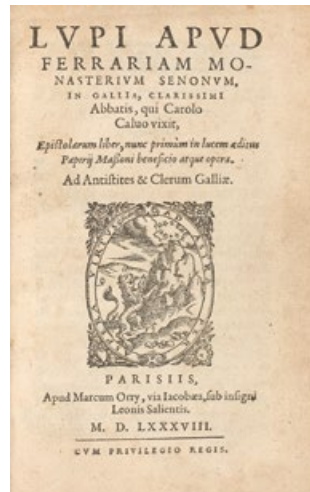 LVPI APVD
FERRARIAM MO-
NASTERIVM SENONVM,
IN GALLIA, CLARISSIMI
Abbatis, qui Carolo
Caluo vixit,
Epistolarum liber, nunc primùm in lucem æditus
Papirij Maßoni beneficio atque opera.
Ad Antistites & Clerum Galliæ.
PARISIIS,
Apud Marcum Orry, via Iacobæa, sub insigni
Leonis Salientis.
M. D. LXXXVIII.
CVM PRIVILEGIO REGIS.